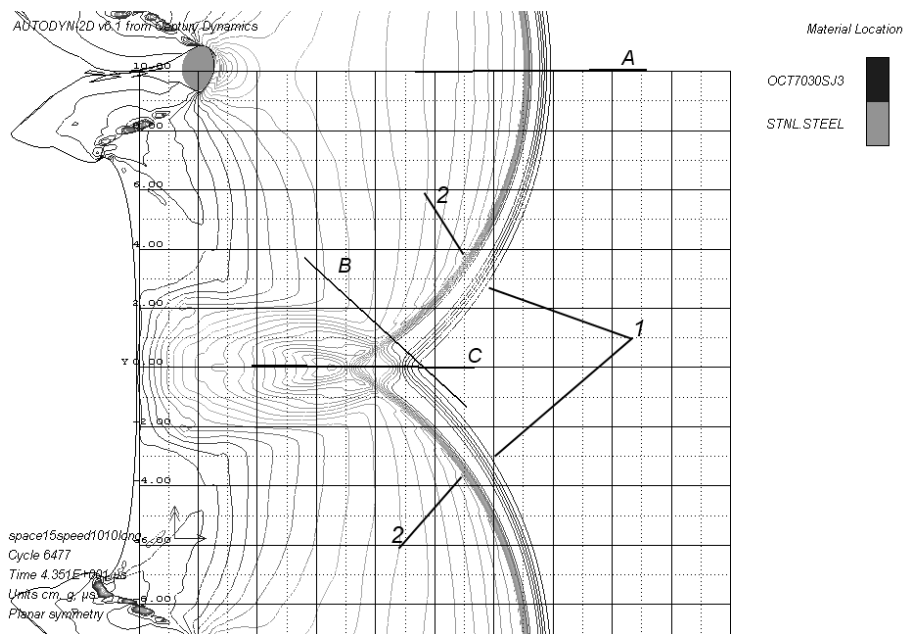 AUTODYN-2D v6.1 from Century Dynamics
Material Location
OCT7030SJ3
STNL.STEEL
10.00
A
6.00
2
4.00
B
2.00
1
Y 0.00
C
2.00
4.00
2
space15speed1010long
Cycle 6477
Time 4.351E+001 µs
Units cm, g, µs
Planar symmetry